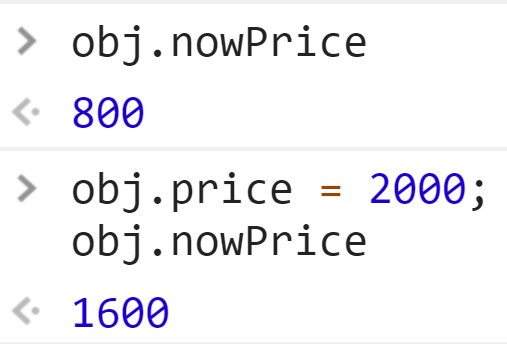 > obj.nowPrice
<· 800
> obj.price = 2000;
obj.nowPrice
<· 1600